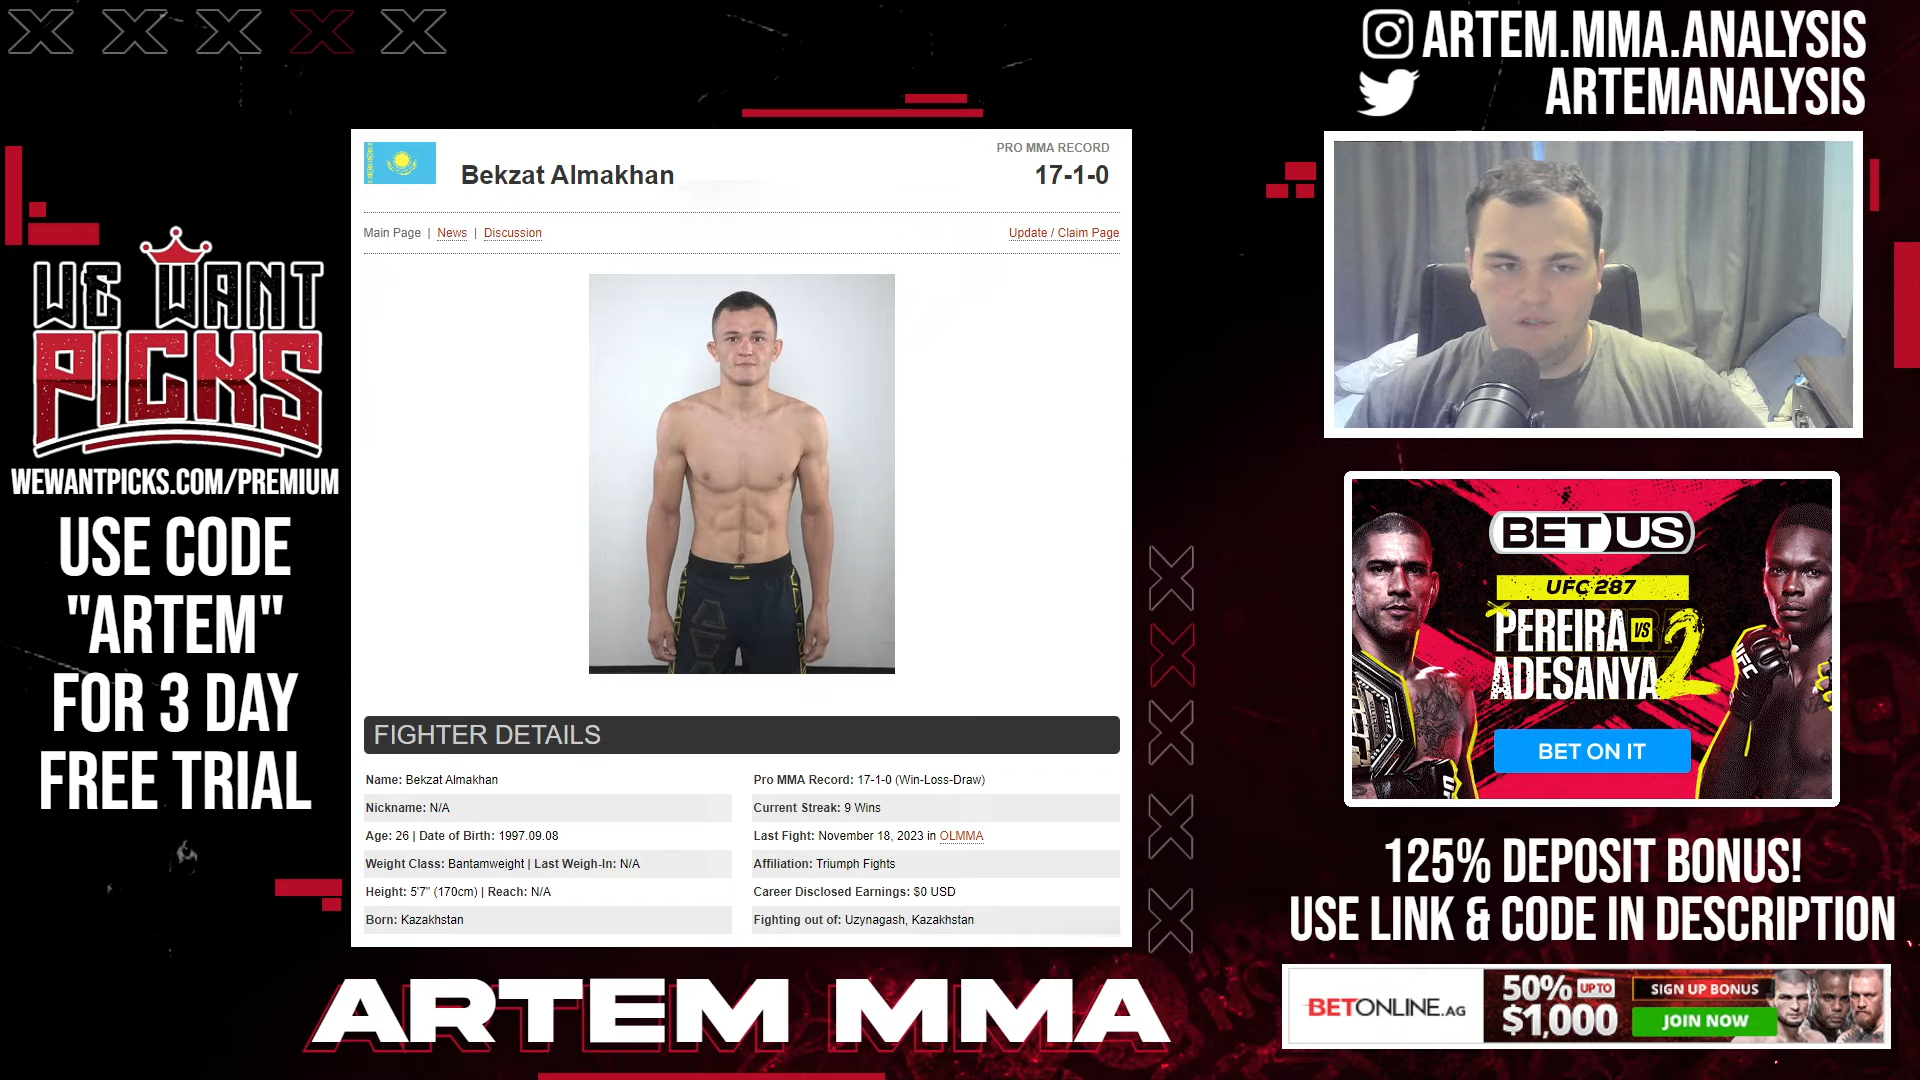 ARTEM.MMA.ANALYSIS
ARTEMANALYSIS
Bekzat Almakhan
PRO MMA RECORD
17-1-0
Main Page | News | Discussion
Update / Claim Page
WE WANT
PICKS
WEWANTPICKS.COM/PREMIUM
USE CODE
"ARTEM"
FOR 3 DAY
FREE TRIAL
FIGHTER DETAILS
Name: Bekzat Almakhan
Pro MMA Record: 17-1-0 (Win-Loss-Draw)
Nickname: N/A
Current Streak: 9 Wins
Age: 26 | Date of Birth: 1997.09.08
Last Fight: November 18, 2023 in OLMMA
Weight Class: Bantamweight | Last Weigh-In: N/A
Affiliation: Triumph Fights
Height: 5'7" (170cm) | Reach: N/A
Career Disclosed Earnings: $0 USD
Born: Kazakhstan
Fighting out of: Uzynagash, Kazakhstan
BETUS
UFC 287
PEREIRA VS
ADESANYA 2
UFC
BET ON IT
125% DEPOSIT BONUS!
USE LINK & CODE IN DESCRIPTION
BETONLINE.AG
50% UP TO
$1,000
SIGN UP BONUS
JOIN NOW
ARTEM MMA